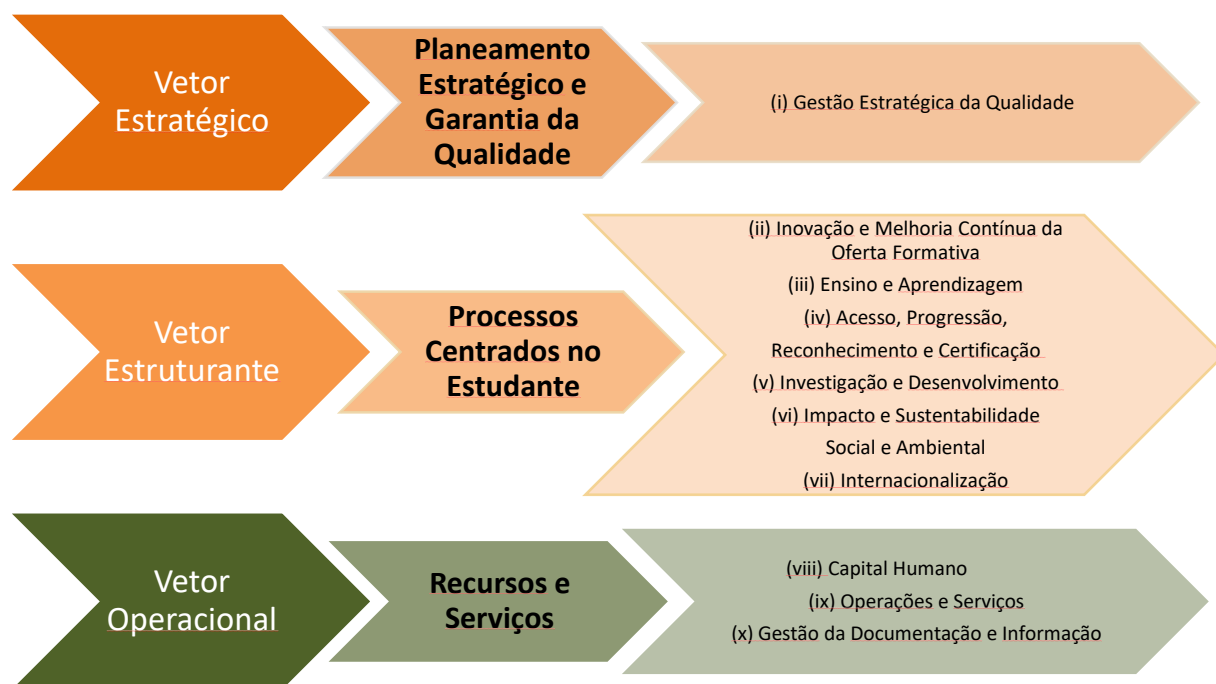 Vetor
Estratégico
Planeamento
Estratégico e
Garantia da
Qualidade
(i) Gestão Estratégica da Qualidade
Vetor
Estruturante
Processos
Centrados no
Estudante
(ii) Inovação e Melhoria Contínua da
Oferta Formativa
(iii) Ensino e Aprendizagem
(iv) Acesso, Progressão,
Reconhecimento e Certificação
(v) Investigação e Desenvolvimento
(vi) Impacto e Sustentabilidade
Social e Ambiental
(vii) Internacionalização
Vetor
Operacional
Recursos e
Serviços
(viii) Capital Humano
(ix) Operações e Serviços
(x) Gestão da Documentação e Informação